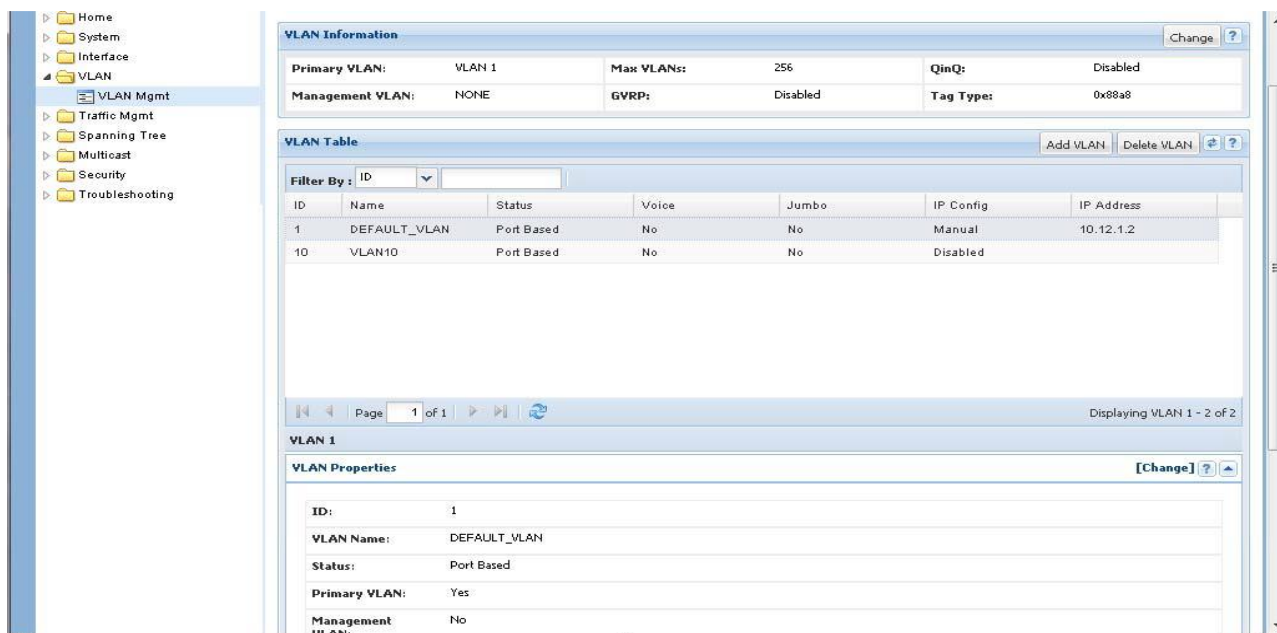 Home
System
Interface
VLAN
VLAN Mgmt
Traffic Mgmt
Spanning Tree
Multicast
Security
Troubleshooting
VLAN Information Change ?
Primary VLAN: VLAN 1 Max VLANs: 256 QinQ: Disabled
Management VLAN: NONE GVRP: Disabled Tag Type: 0x88a8
VLAN Table Add VLAN Delete VLAN ?
Filter By : ID
ID Name Status Voice Jumbo IP Config IP Address
1 DEFAULT_VLAN Port Based No No Manual 10.12.1.2
10 VLAN10 Port Based No No Disabled
Page 1 of 1 Displaying VLAN 1 - 2 of 2
VLAN 1
VLAN Properties [Change] ?
ID: 1
VLAN Name: DEFAULT_VLAN
Status: Port Based
Primary VLAN: Yes
Management No
VLAN: